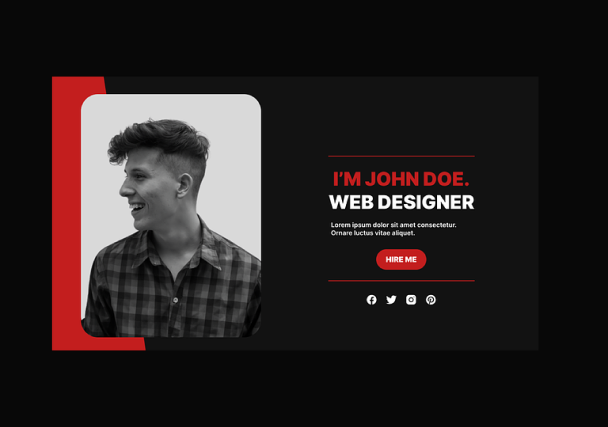 I'M JOHN DOE.
WEB DESIGNER
Lorem ipsum dolor sit amet consectetur.
Ornare luctus vitae aliquet.
HIRE ME